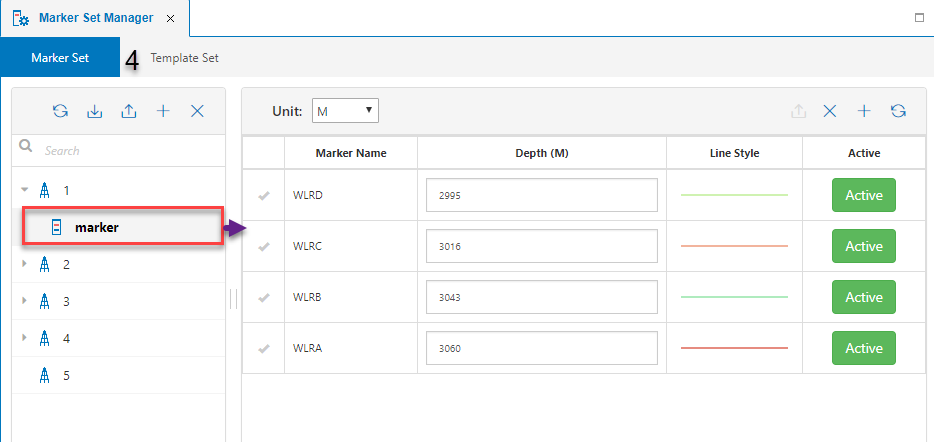 Marker Set Manager
Marker Set 4 Template Set
Search
1
marker
2
3
4
5
Unit: M
Marker Name Depth (M) Line Style Active
WLRD 2995 Active
WLRC 3016 Active
WLRB 3043 Active
WLRA 3060 Active